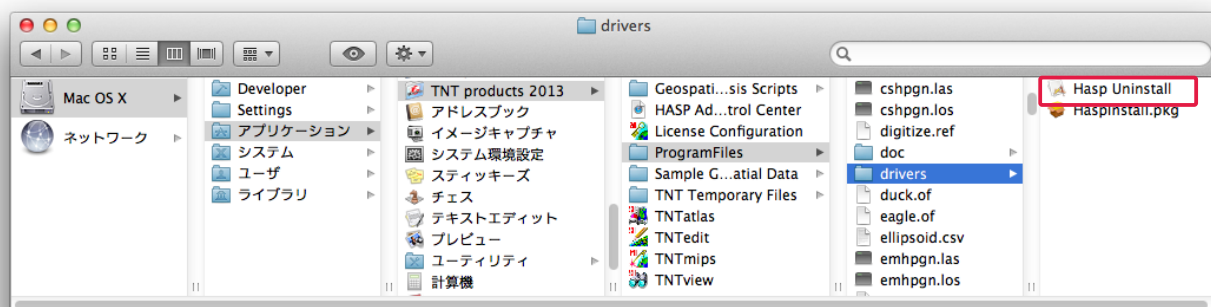 drivers
Mac OS X
ネットワーク
Developer
Settings
アプリケーション
システム
ユーザ
ライブラリ
TNT products 2013
アドレスブック
イメージキャプチャ
システム環境設定
スティッキーズ
チェス
テキストエディット
プレビュー
ユーティリティ
計算機
Geospati...sis Scripts
HASP Ad...trol Center
License Configuration
ProgramFiles
Sample G...atial Data
TNT Temporary Files
TNTatlas
TNTedit
TNTmips
TNTview
cshpgn.las
cshpgn.los
digitize.ref
doc
drivers
duck.of
eagle.of
ellipsoid.csv
emhpgn.las
emhpgn.los
Hasp Uninstall
HaspInstall.pkg